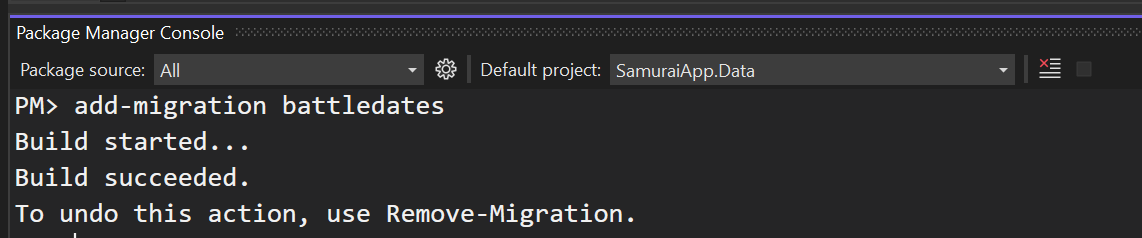 Package Manager Console
Package source: All Default project: SamuraiApp.Data
PM> add-migration battledates
Build started...
Build succeeded.
To undo this action, use Remove-Migration.